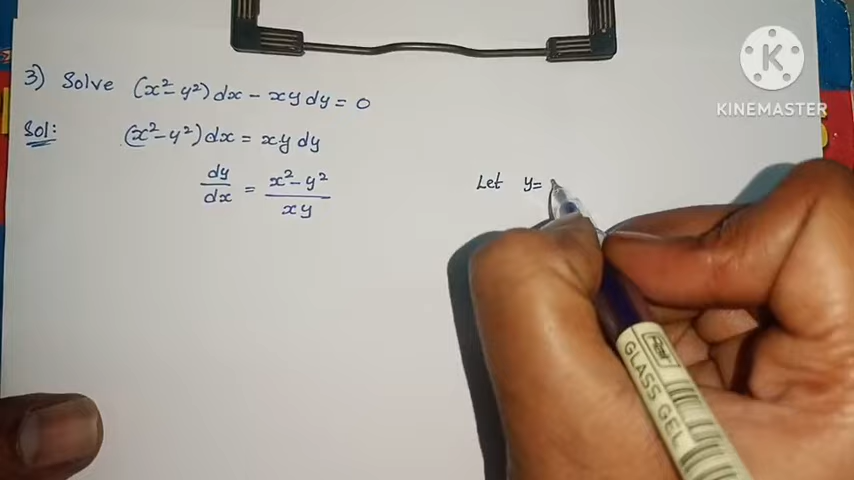 3) Solve (x² - y²) dx - xy dy = 0
Sol: (x² - y²) dx = xy dy
dy/dx = x² - y² / xy
Let y =
K
KINEMASTER
GLASS GEL